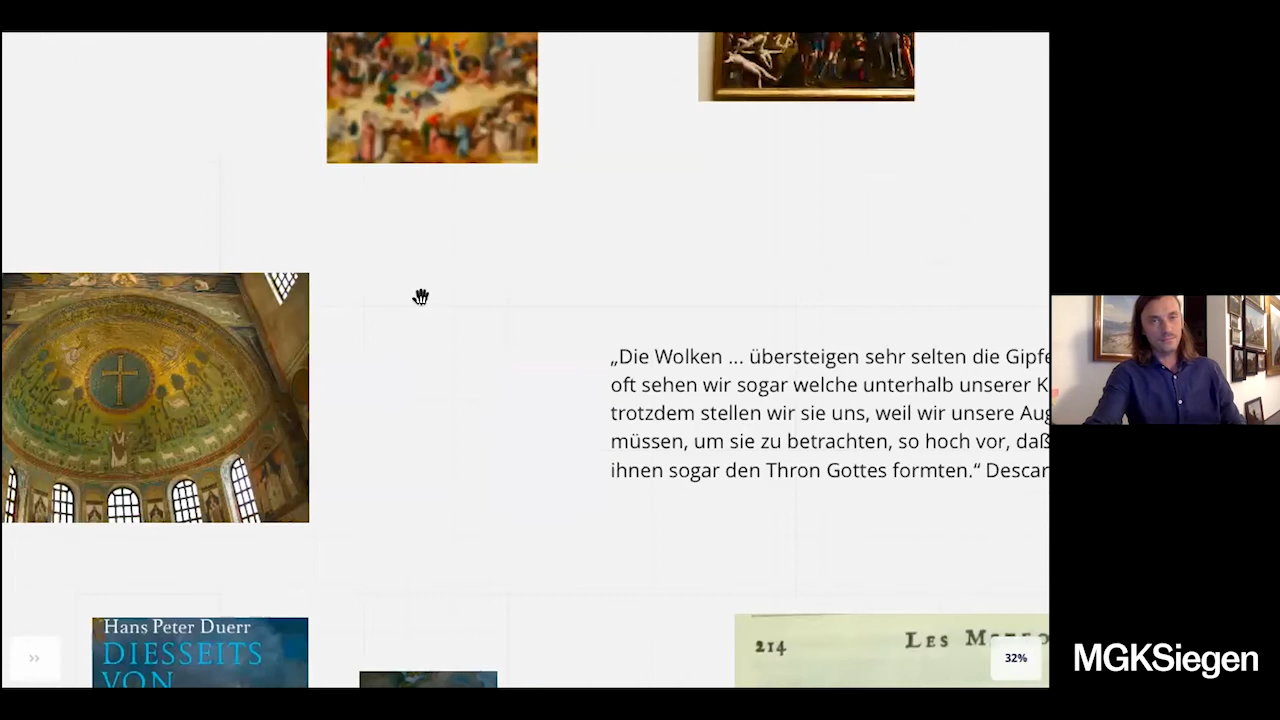 „Die Wolken ... übersteigen sehr selten die Gipfe
oft sehen wir sogar welche unterhalb unserer K
trotzdem stellen wir sie uns, weil wir unsere Aug
müssen, um sie zu betrachten, so hoch vor, daß
ihnen sogar den Thron Gottes formten.“ Descar
Hans Peter Duerr
DIESSEITS
VON
214 LES
32%
MGKSiegen